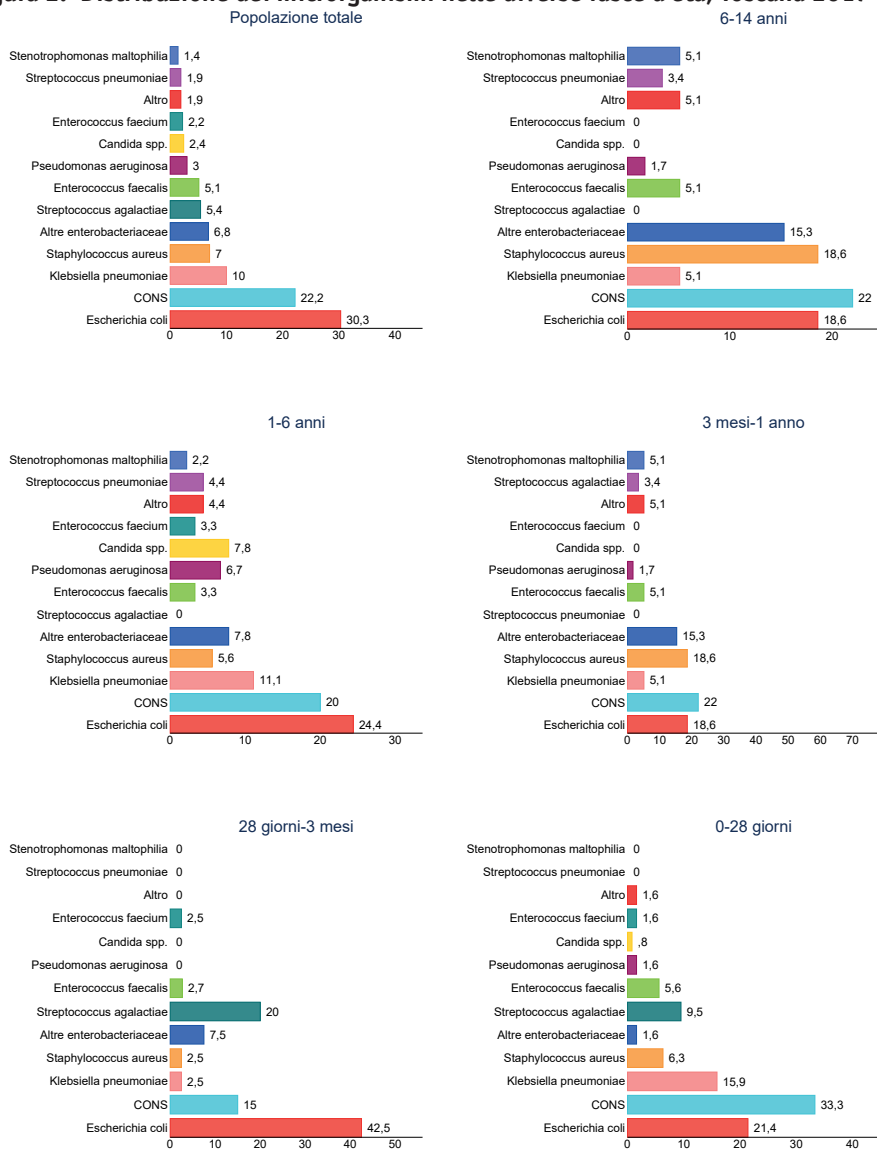 Distribuzione dei microrganismi nelle diverse fasce d'età, Toscana
Popolazione totale
Stenotrophomonas maltophilia 1,4
Streptococcus pneumoniae 1,9
Altro 1,9
Enterococcus faecium 2,2
Candida spp. 2,4
Pseudomonas aeruginosa 3
Enterococcus faecalis 5,1
Streptococcus agalactiae 5,4
Altre enterobacteriaceae 6,8
Staphylococcus aureus 7
Klebsiella pneumoniae 10
CONS 22,2
Escherichia coli 30,3
0 10 20 30 40
6-14 anni
Stenotrophomonas maltophilia 5,1
Streptococcus pneumoniae 3,4
Altro 5,1
Enterococcus faecium 0
Candida spp. 0
Pseudomonas aeruginosa 1,7
Enterococcus faecalis 5,1
Streptococcus agalactiae 0
Altre enterobacteriaceae 15,3
Staphylococcus aureus 18,6
Klebsiella pneumoniae 5,1
CONS 22
Escherichia coli 18,6
0 10 20
1-6 anni
Stenotrophomonas maltophilia 2,2
Streptococcus pneumoniae 4,4
Altro 4,4
Enterococcus faecium 3,3
Candida spp. 7,8
Pseudomonas aeruginosa 6,7
Enterococcus faecalis 3,3
Streptococcus agalactiae 0
Altre enterobacteriaceae 7,8
Staphylococcus aureus 5,6
Klebsiella pneumoniae 11,1
CONS 20
Escherichia coli 24,4
0 10 20 30
3 mesi-1 anno
Stenotrophomonas maltophilia 5,1
Streptococcus agalactiae 3,4
Altro 5,1
Enterococcus faecium 0
Candida spp. 0
Pseudomonas aeruginosa 1,7
Enterococcus faecalis 5,1
Streptococcus pneumoniae 0
Altre enterobacteriaceae 15,3
Staphylococcus aureus 18,6
Klebsiella pneumoniae 5,1
CONS 22
Escherichia coli 18,6
0 10 20 30 40 50 60 70
28 giorni-3 mesi
Stenotrophomonas maltophilia 0
Streptococcus pneumoniae 0
Altro 0
Enterococcus faecium 2,5
Candida spp. 0
Pseudomonas aeruginosa 0
Enterococcus faecalis 2,7
Streptococcus agalactiae 20
Altre enterobacteriaceae 7,5
Staphylococcus aureus 2,5
Klebsiella pneumoniae 2,5
CONS 15
Escherichia coli 42,5
0 10 20 30 40 50
0-28 giorni
Stenotrophomonas maltophilia 0
Streptococcus pneumoniae 0
Altro 1,6
Enterococcus faecium 1,6
Candida spp. ,8
Pseudomonas aeruginosa 1,6
Enterococcus faecalis 5,6
Streptococcus agalactiae 9,5
Altre enterobacteriaceae 1,6
Staphylococcus aureus 6,3
Klebsiella pneumoniae 15,9
CONS 33,3
Escherichia coli 21,4
0 10 20 30 40